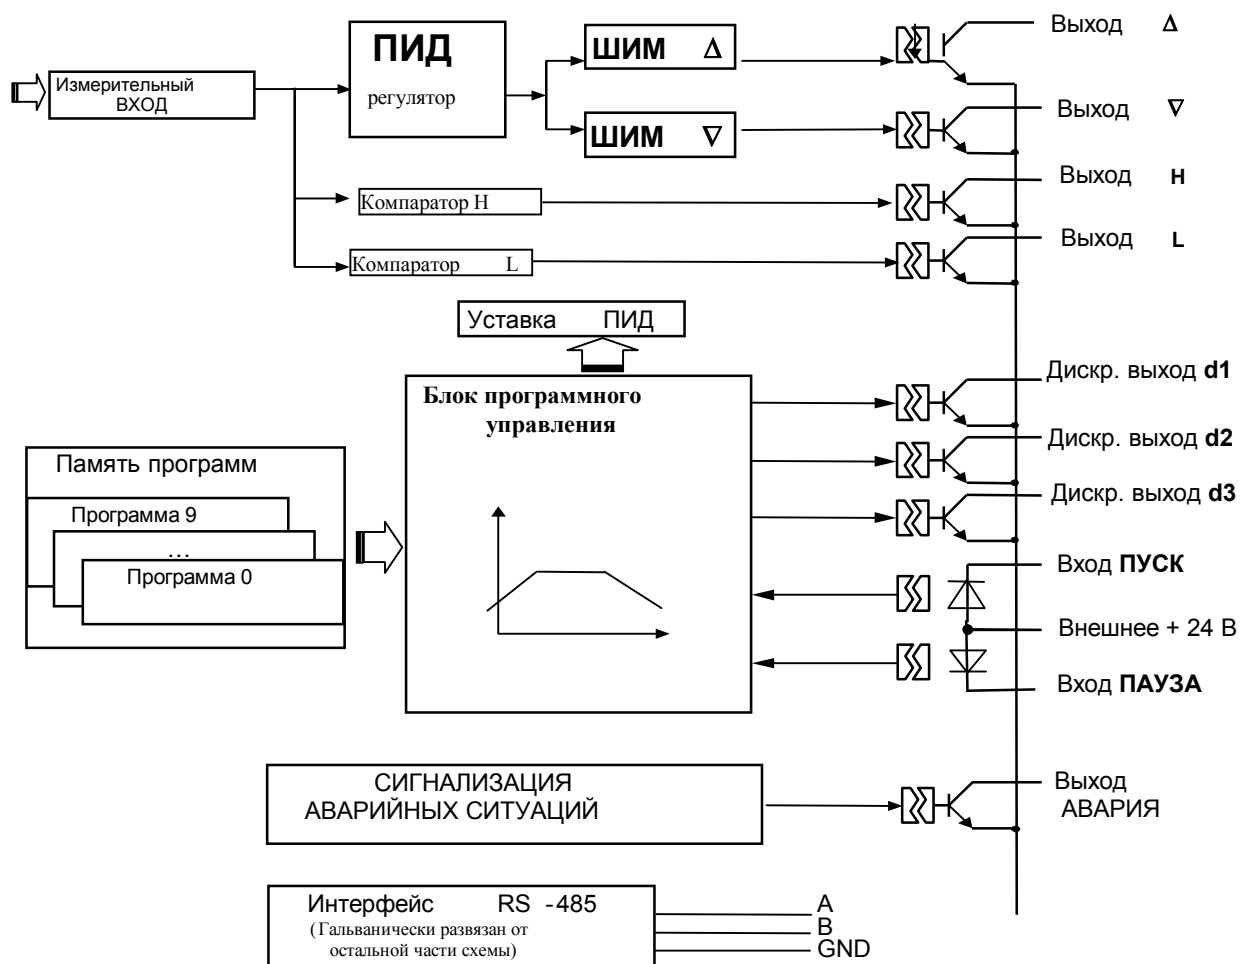 Измерительный
ВХОД
ПИД
регулятор
ШИМ Δ
ШИМ ∇
Компаратор H
Компаратор L
Выход Δ
Выход ∇
Выход H
Выход L
Уставка ПИД
Блок программного
управления
Память программ
Программа 9
...
Программа 0
Дискр. выход d1
Дискр. выход d2
Дискр. выход d3
Вход ПУСК
Внешнее + 24 В
Вход ПАУЗА
СИГНАЛИЗАЦИЯ
АВАРИЙНЫХ СИТУАЦИЙ
Выход
АВАРИЯ
Интерфейс RS -485
(Гальванически развязан от
остальной части схемы)
A
B
GND